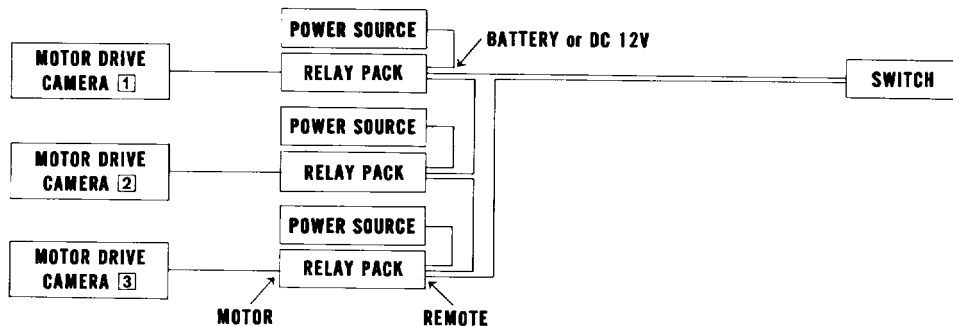 POWER SOURCE
BATTERY or DC 12V
MOTOR DRIVE
CAMERA 1
RELAY PACK
SWITCH
POWER SOURCE
MOTOR DRIVE
CAMERA 2
RELAY PACK
POWER SOURCE
MOTOR DRIVE
CAMERA 3
RELAY PACK
MOTOR
REMOTE